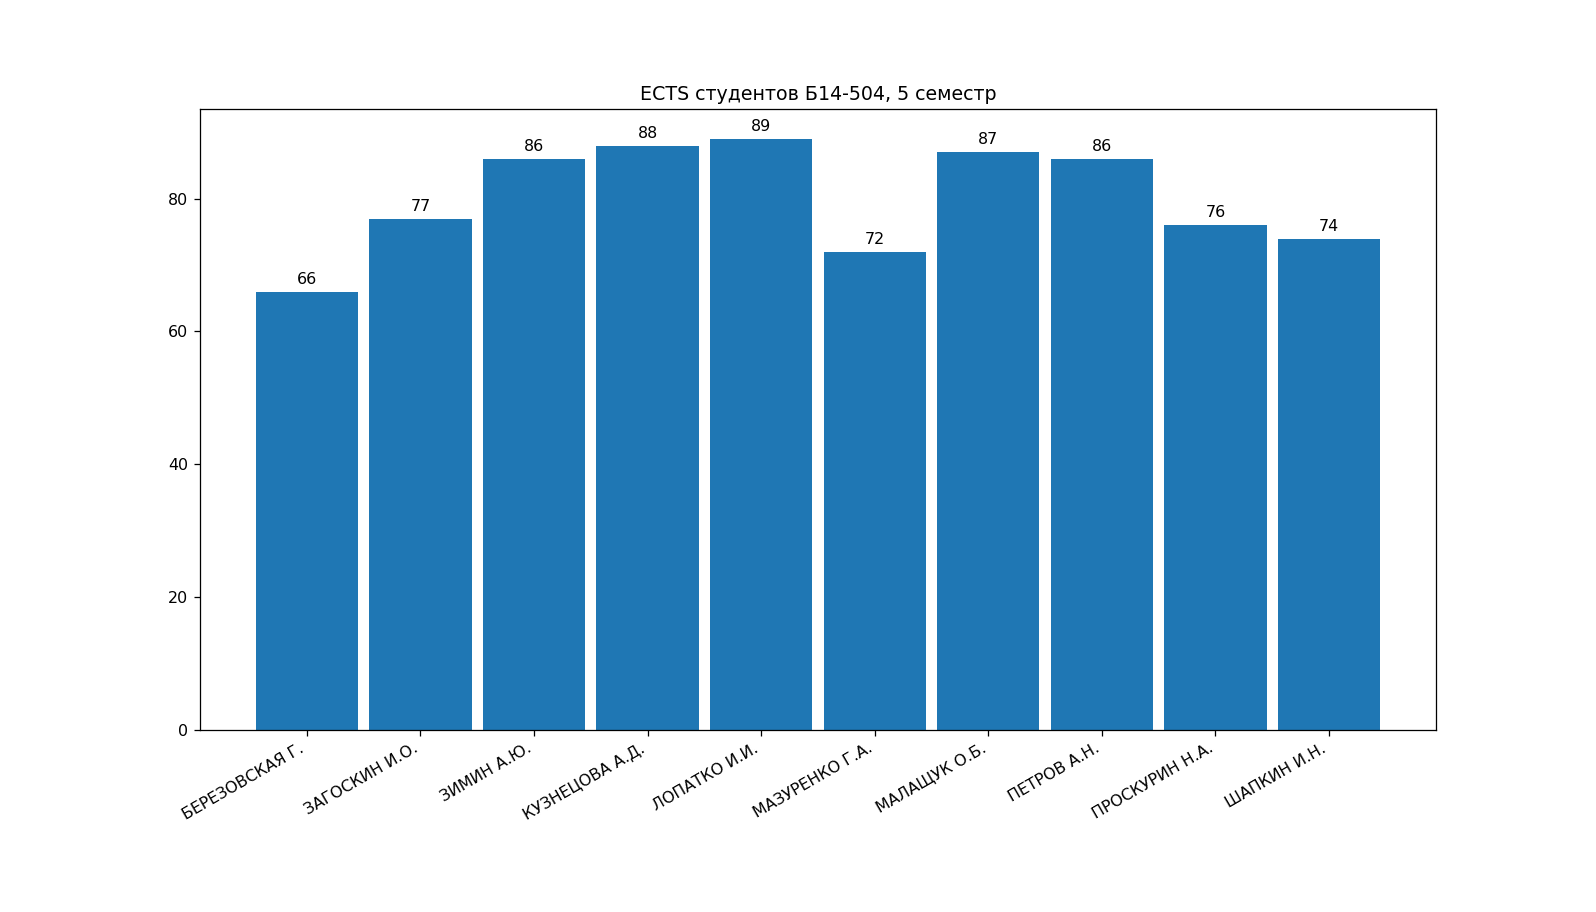 ECTS студентов Б14-504, 5 семестр
89
88
87
86
86
80
77
76
74
72
66
60
40
20
0
БЕРЕЗОВСКАЯ Г.
ЗАГОСКИН И.О.
ЗИМИН А.Ю.
КУЗНЕЦОВА А.Д.
ЛОПАТКО И.И.
МАЗУРЕНКО Г.А.
МАЛАЩУК О.Б.
ПЕТРОВ А.Н.
ПРОСКУРИН Н.А.
ШАПКИН И.Н.